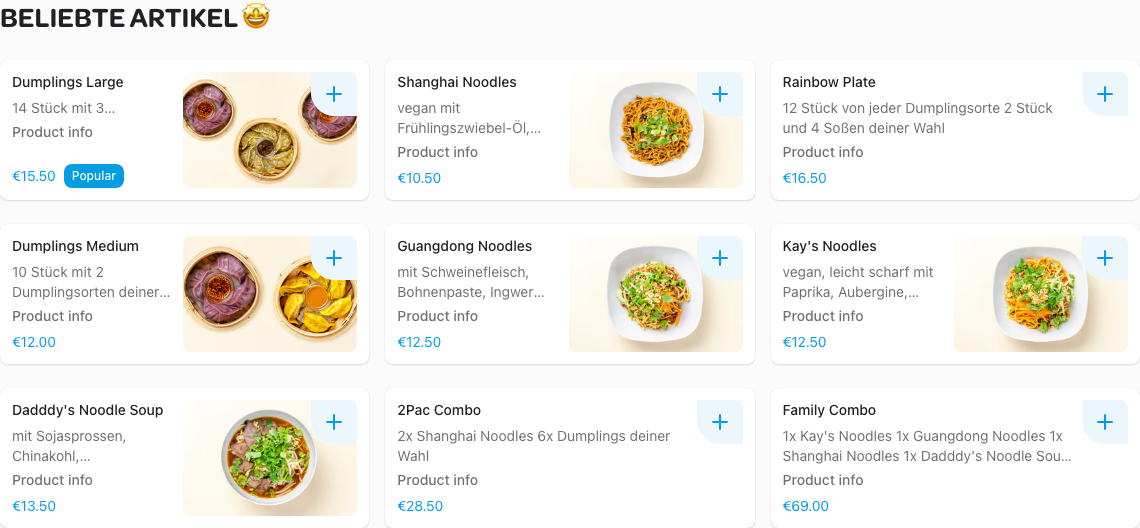 BELIEBTE ARTIKEL 🤩
Dumplings Large
14 Stück mit 3...
Product info
€15.50 Popular
Shanghai Noodles
vegan mit
Frühlingszwiebel-Öl,...
Product info
€10.50
Rainbow Plate
12 Stück von jeder Dumplingsorte 2 Stück
und 4 Soßen deiner Wahl
Product info
€16.50
Dumplings Medium
10 Stück mit 2
Dumplingsorten deiner...
Product info
€12.00
Guangdong Noodles
mit Schweinefleisch,
Bohnenpaste, Ingwer...
Product info
€12.50
Kay's Noodles
vegan, leicht scharf mit
Paprika, Aubergine,...
Product info
€12.50
Dadddy's Noodle Soup
mit Sojasprossen,
Chinakohl,...
Product info
€13.50
2Pac Combo
2x Shanghai Noodles 6x Dumplings deiner
Wahl
Product info
€28.50
Family Combo
1x Kay's Noodles 1x Guangdong Noodles 1x
Shanghai Noodles 1x Dadddy's Noodle Sou...
Product info
€69.00